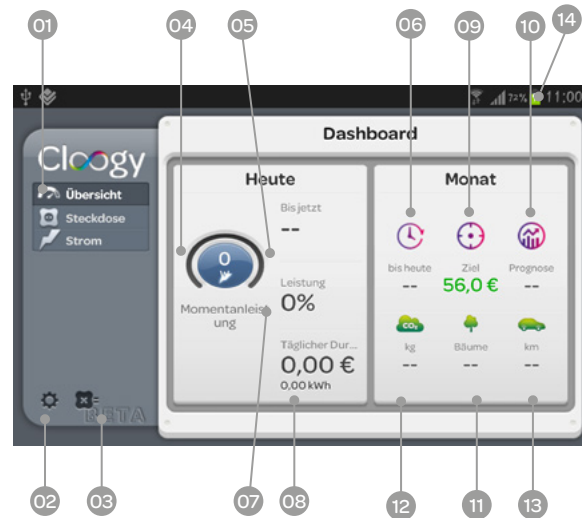 01
04
05
06
09
10
14
72% 11:00
Cloogy
Übersicht
Steckdose
Strom
BETA
Dashboard
Heute
0
Momentanleist
ung
Bis jetzt
--
Leistung
0%
Täglicher Dur...
0,00 €
0,00 kWh
Monat
bis heute
--
Ziel
56,0 €
Prognose
--
CO₂
kg
--
Bäume
--
km
--
02
03
07
08
12
11
13